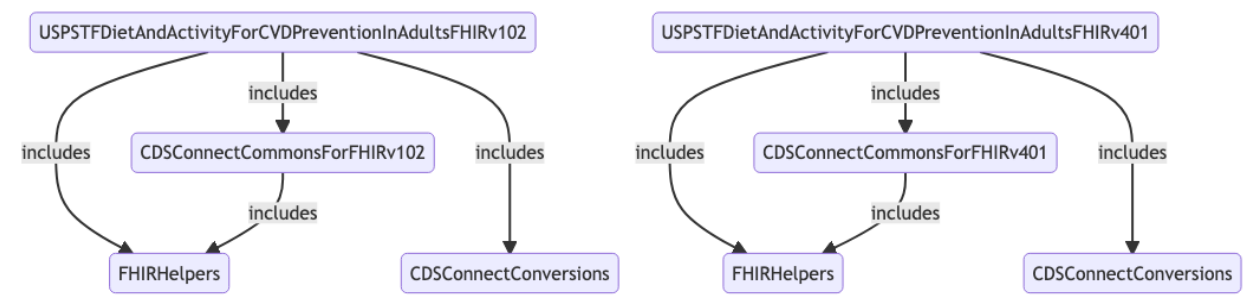 USPSTFDietAndActivityForCVDPreventionInAdultsFHIRv102
includes
includes
includes
CDSConnectCommonsForFHIRv102
includes
FHIRHelpers
CDSConnectConversions
USPSTFDietAndActivityForCVDPreventionInAdultsFHIRv401
includes
includes
includes
CDSConnectCommonsForFHIRv401
includes
FHIRHelpers
CDSConnectConversions